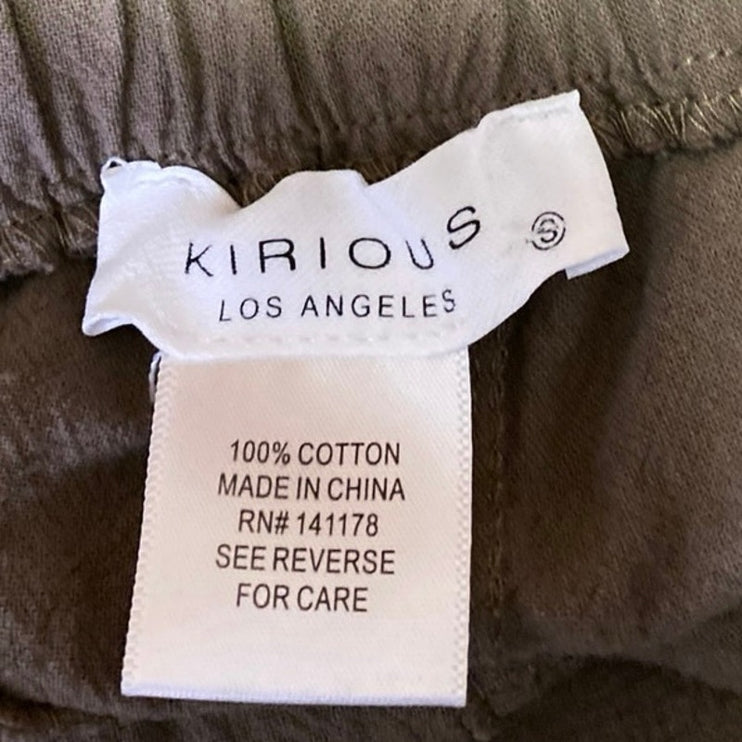 KIRIOUS
S
LOS ANGELES
100% COTTON
MADE IN CHINA
RN# 141178
SEE REVERSE
FOR CARE